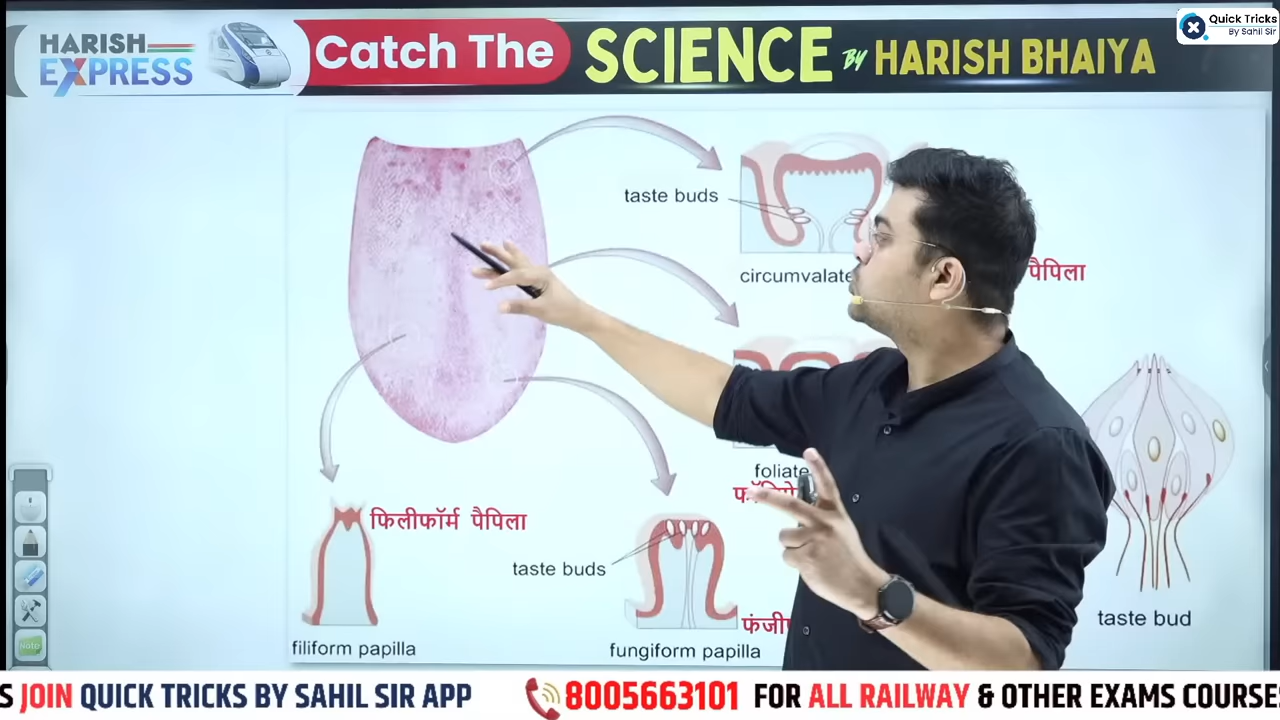 HARISH
EXPRESS
Catch The SCIENCE BY HARISH BHAIYA
Quick Tricks
By Sahil Sir
taste buds
circumvalate
पैपिला
foliate
फिलीफॉर्म पैपिला
taste buds
filiform papilla
fungiform papilla
taste bud
Note
S JOIN QUICK TRICKS BY SAHIL SIR APP 8005663101 FOR ALL RAILWAY & OTHER EXAMS COURSES